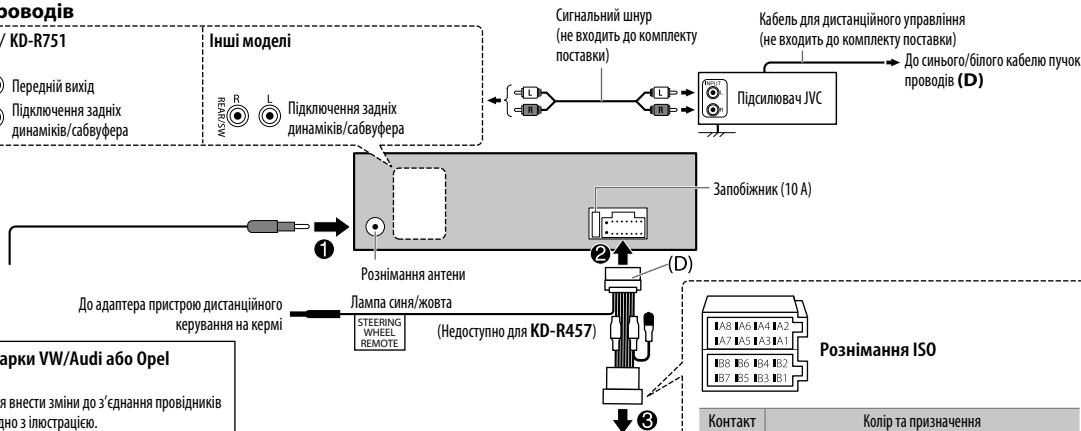 роводів
/ KD-R751
Передній вихід
Підключення задніх
динаміків/сабвуфера
Інші моделі
REAR/SW
R
L
Підключення задніх
динаміків/сабвуфера
Сигнальний шнур
(не входить до комплекту
поставки)
L
R
L
R
Кабель для дистанційного управління
(не входить до комплекту поставки)
До синього/білого кабелю пучок
проводів (D)
INPUT
L
R
Підсилювач JVC
Запобіжник (10 A)
1
2
Рознімання антени
(D)
До адаптера пристрою дистанційного
керування на кермі
Лампа синя/жовта
STEERING
WHEEL
REMOTE
(Недоступно для KD-R457)
3
арки VW/Audi або Opel
я внести зміни до з’єднання провідників
дно з ілюстрацією.
A8 A6 A4 A2
A7 A5 A3 A1
B8 B6 B4 B2
B7 B5 B3 B1
Рознімання ISO
Контакт Колір та призначення